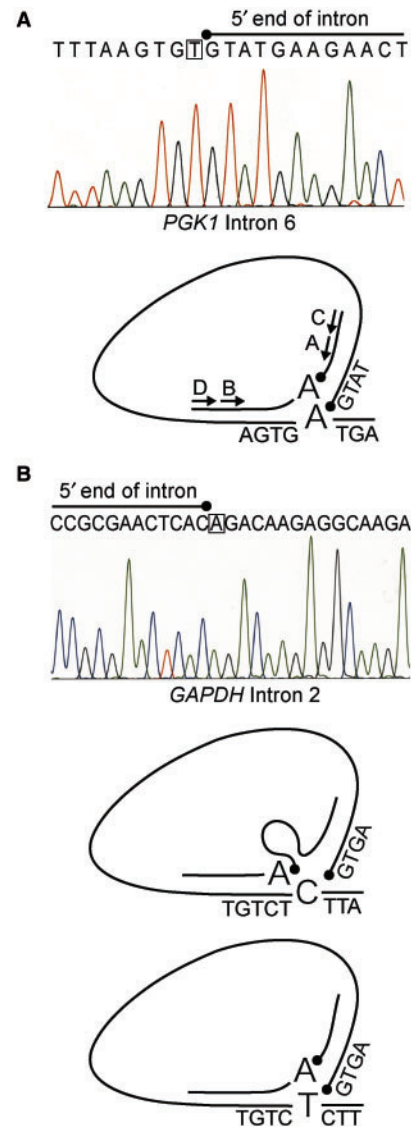 A
5′ end of intron
TTTAAGTGTGTATGAAGAACT
PGK1 Intron 6
C
A
D B
A
GTAT
A
AGTG TGA
B
5′ end of intron
CCGCGAACTCACAGACAAGAGGCAAGA
GAPDH Intron 2
A
GTGA
C
TGTCT TTA
A
GTGA
T
TGTC CTT